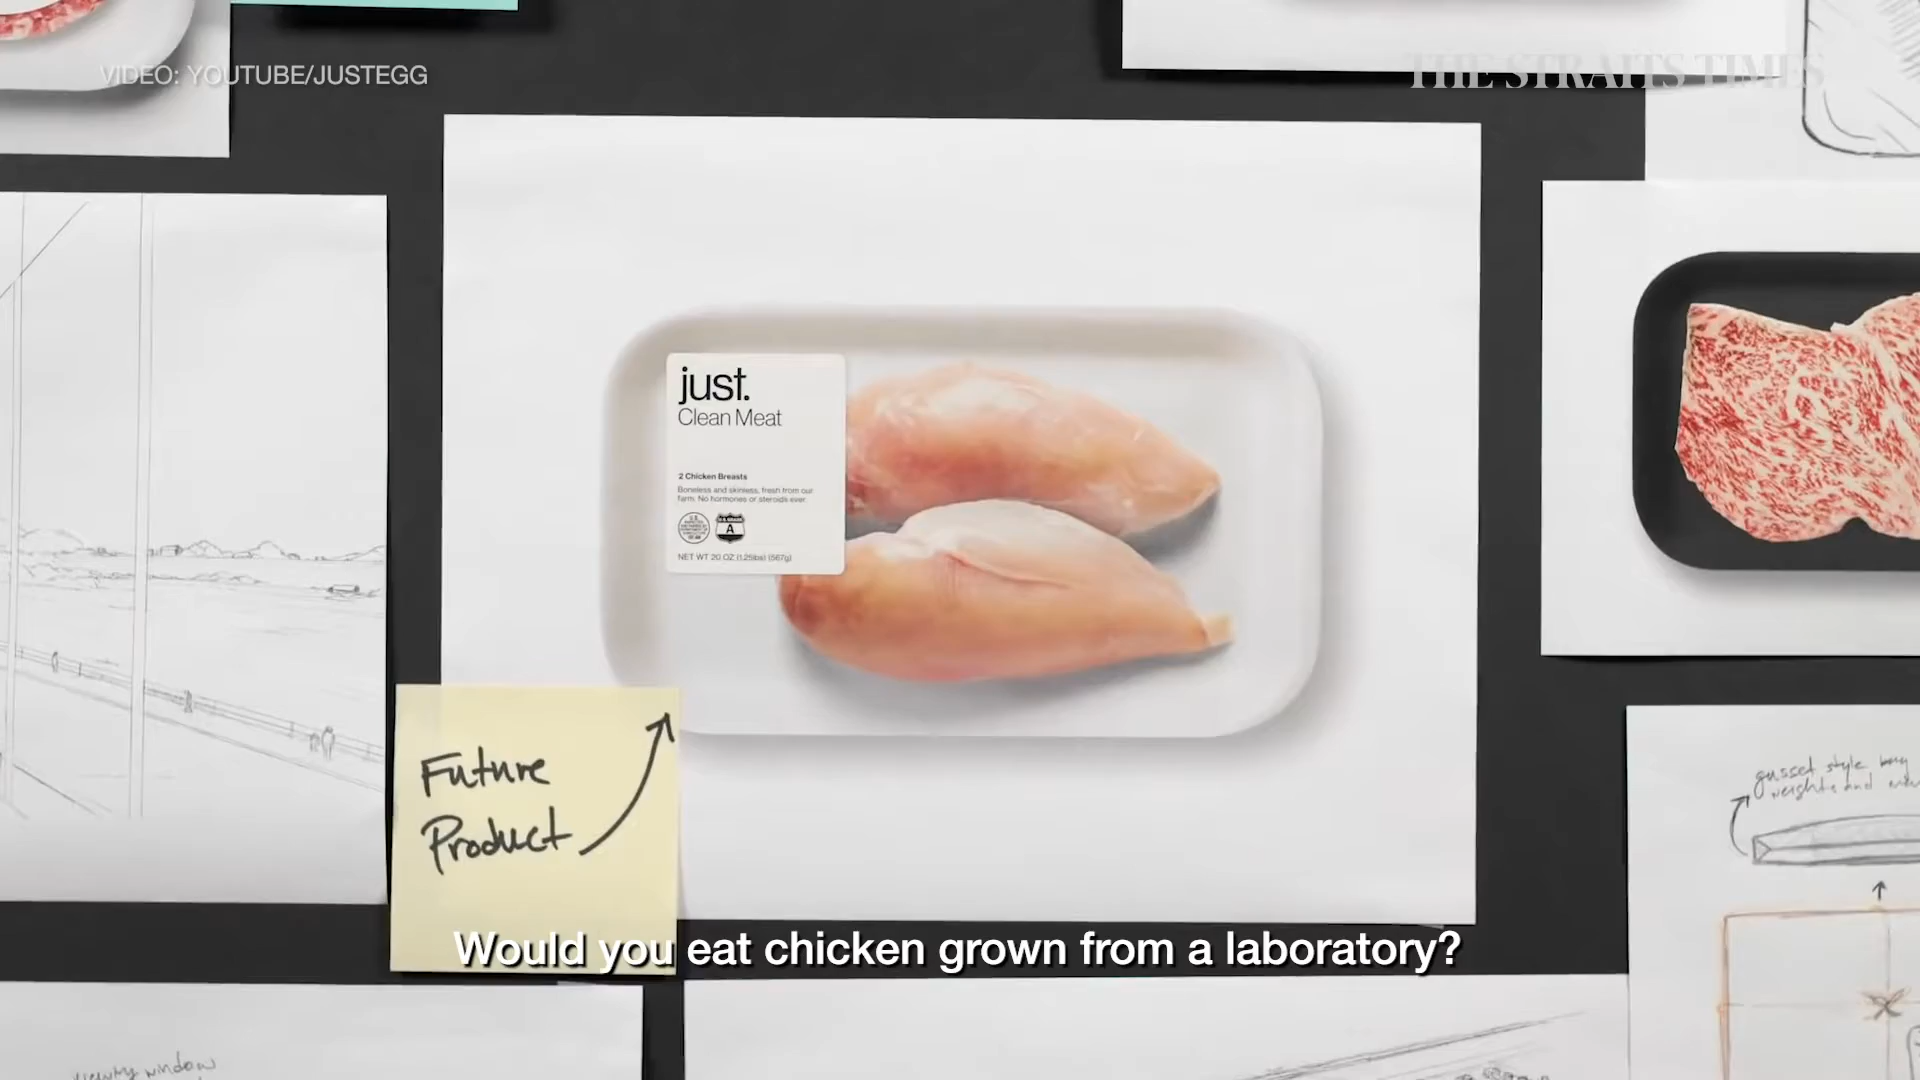 VIDEO: YOUTUBE/JUSTEGG
THE STRAITS TIMES
just.
Clean Meat
2 Chicken Breasts
Boneless and skinless, fresh from our
farm. No hormones or steroids ever.
A
NET WT 20 OZ (1.25lbs) (567g)
Future
Product
gusset style bag
weights and
Would you eat chicken grown from a laboratory?
viewing window